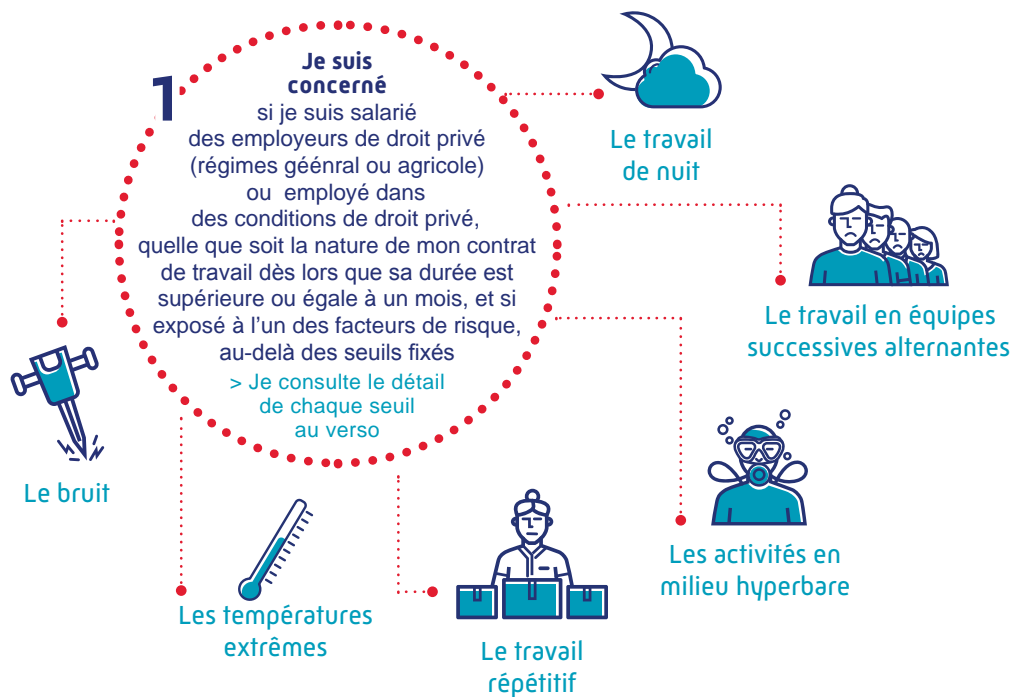 1
Je suis
concerné
si je suis salarié
des employeurs de droit privé
(régimes géénral ou agricole)
ou employé dans
des conditions de droit privé,
quelle que soit la nature de mon contrat
de travail dès lors que sa durée est
supérieure ou égale à un mois, et si
exposé à l’un des facteurs de risque,
au-delà des seuils fixés
> Je consulte le détail
de chaque seuil
au verso
Le travail
de nuit
Le travail en équipes
successives alternantes
Les activités en
milieu hyperbare
Le travail
répétitif
Les températures
extrêmes
Le bruit